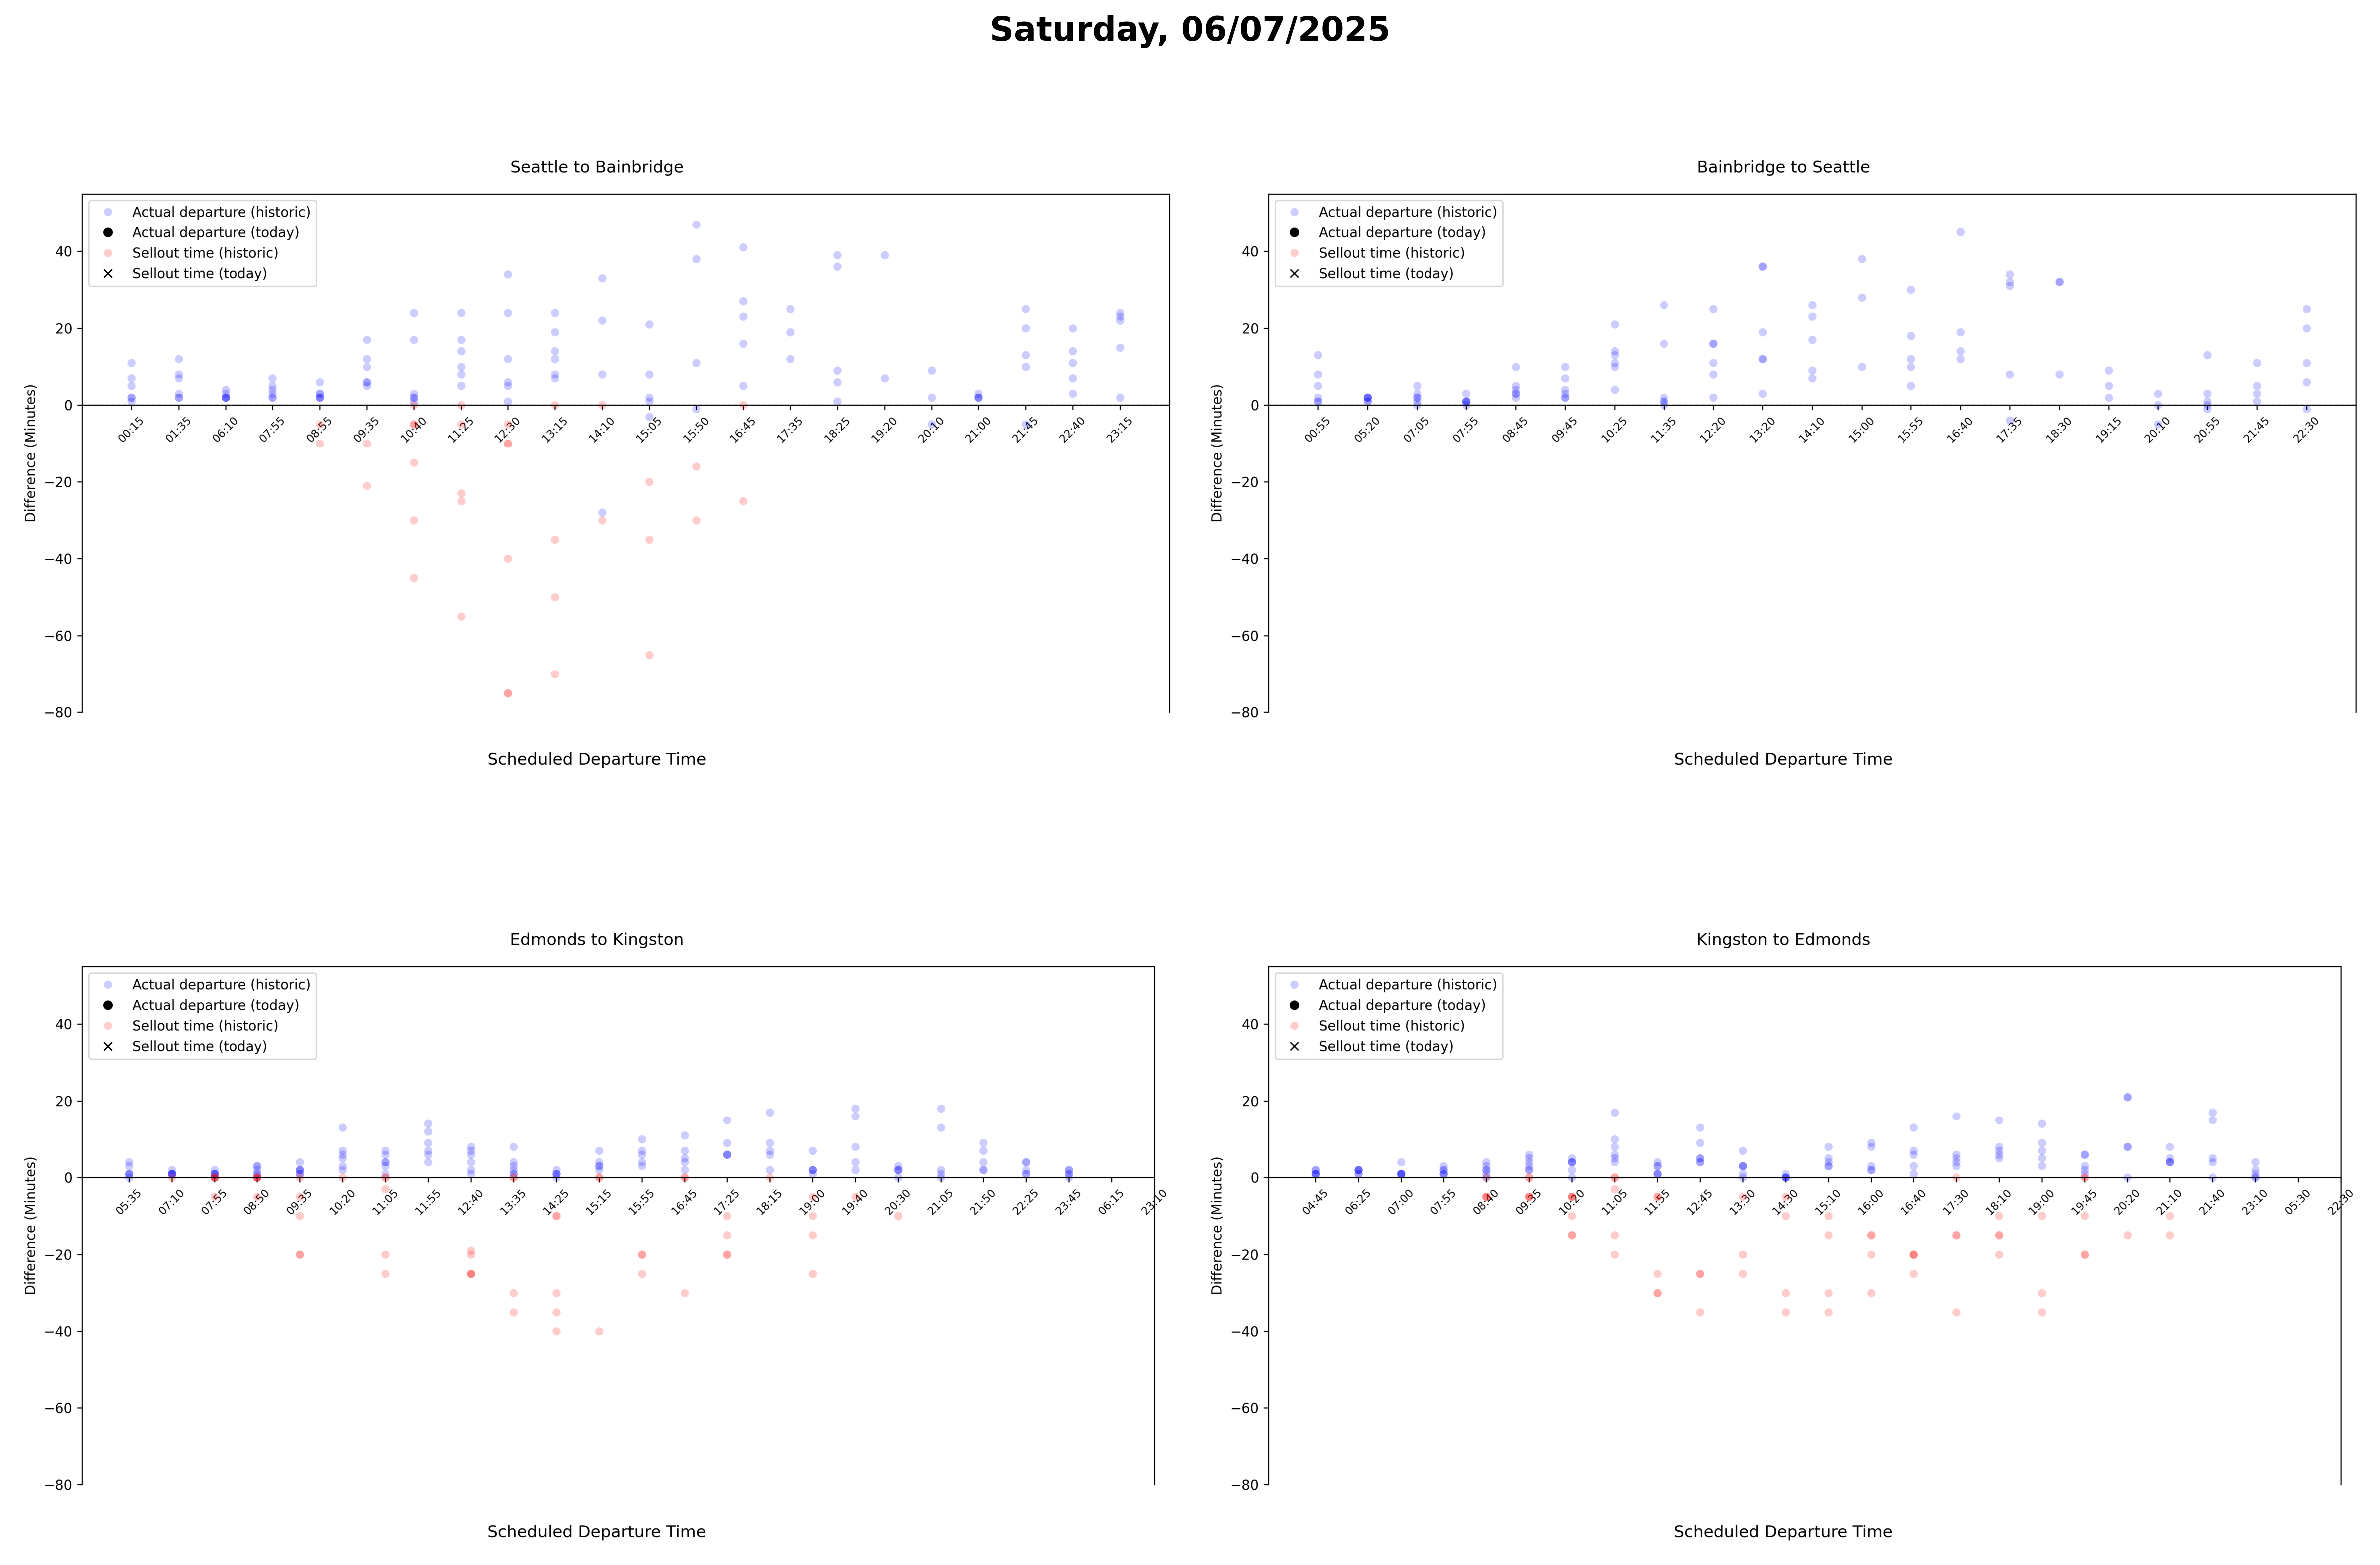 Saturday, 06/07/2025
Seattle to Bainbridge
Actual departure (historic)
Actual departure (today)
Sellout time (historic)
Sellout time (today)
Difference (Minutes)
40
20
0
−20
−40
−60
−80
00:15 01:35 06:10 07:55 08:55 09:35 10:40 11:25 12:30 13:15 14:10 15:05 15:50 16:45 17:35 18:25 19:20 20:10 21:00 21:45 22:40 23:15
Scheduled Departure Time
Bainbridge to Seattle
Actual departure (historic)
Actual departure (today)
Sellout time (historic)
Sellout time (today)
Difference (Minutes)
40
20
0
−20
−40
−60
−80
00:55 05:20 07:05 07:55 08:45 09:45 10:25 11:35 12:20 13:20 14:10 15:00 15:55 16:40 17:35 18:30 19:15 20:10 20:55 21:45 22:30
Scheduled Departure Time
Edmonds to Kingston
Actual departure (historic)
Actual departure (today)
Sellout time (historic)
Sellout time (today)
Difference (Minutes)
40
20
0
−20
−40
−60
−80
05:35 07:10 07:55 08:50 09:35 10:20 11:05 11:55 12:40 13:35 14:25 15:15 15:55 16:45 17:25 18:15 19:00 19:40 20:30 21:05 21:50 22:25 23:45 06:15 23:10
Scheduled Departure Time
Kingston to Edmonds
Actual departure (historic)
Actual departure (today)
Sellout time (historic)
Sellout time (today)
Difference (Minutes)
40
20
0
−20
−40
−60
−80
04:45 06:25 07:00 07:55 08:40 09:35 10:20 11:05 11:55 12:45 13:30 14:30 15:10 16:00 16:40 17:30 18:10 19:00 19:45 20:20 21:10 21:40 23:10 05:30 22:30
Scheduled Departure Time